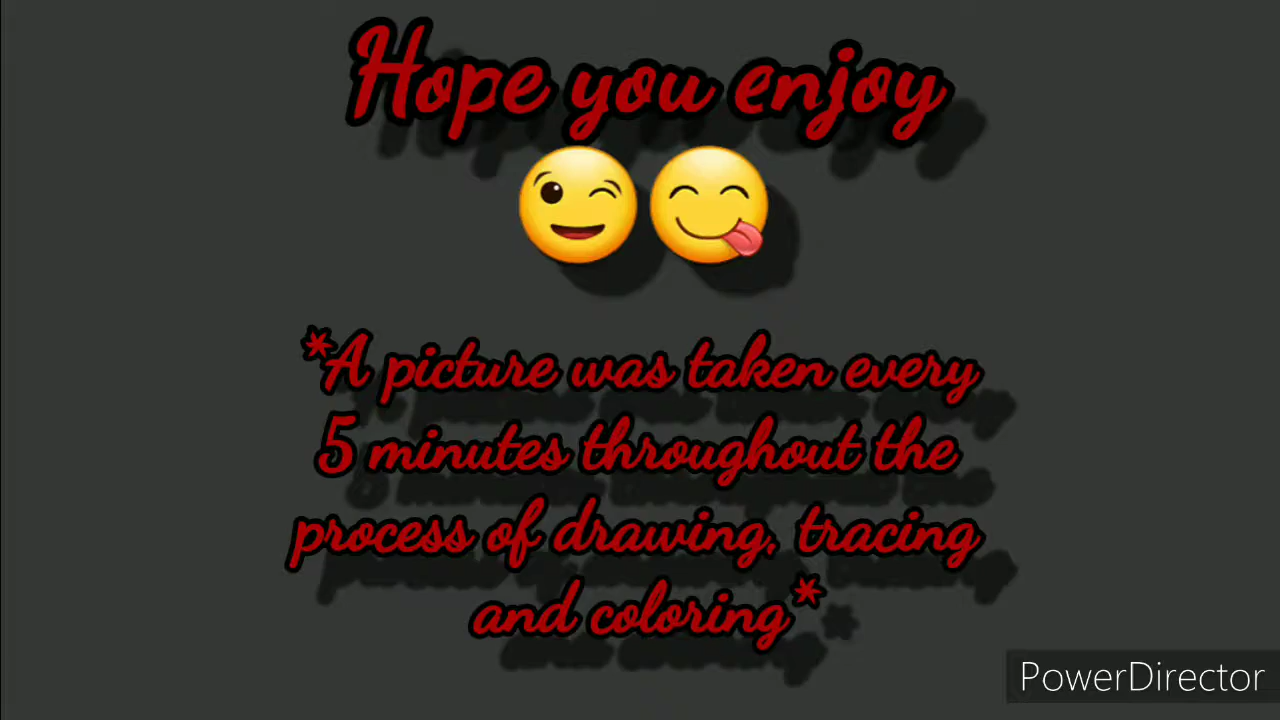 Hope you enjoy
😉😋
*A picture was taken every
5 minutes throughout the
process of drawing, tracing
and coloring*
PowerDirector